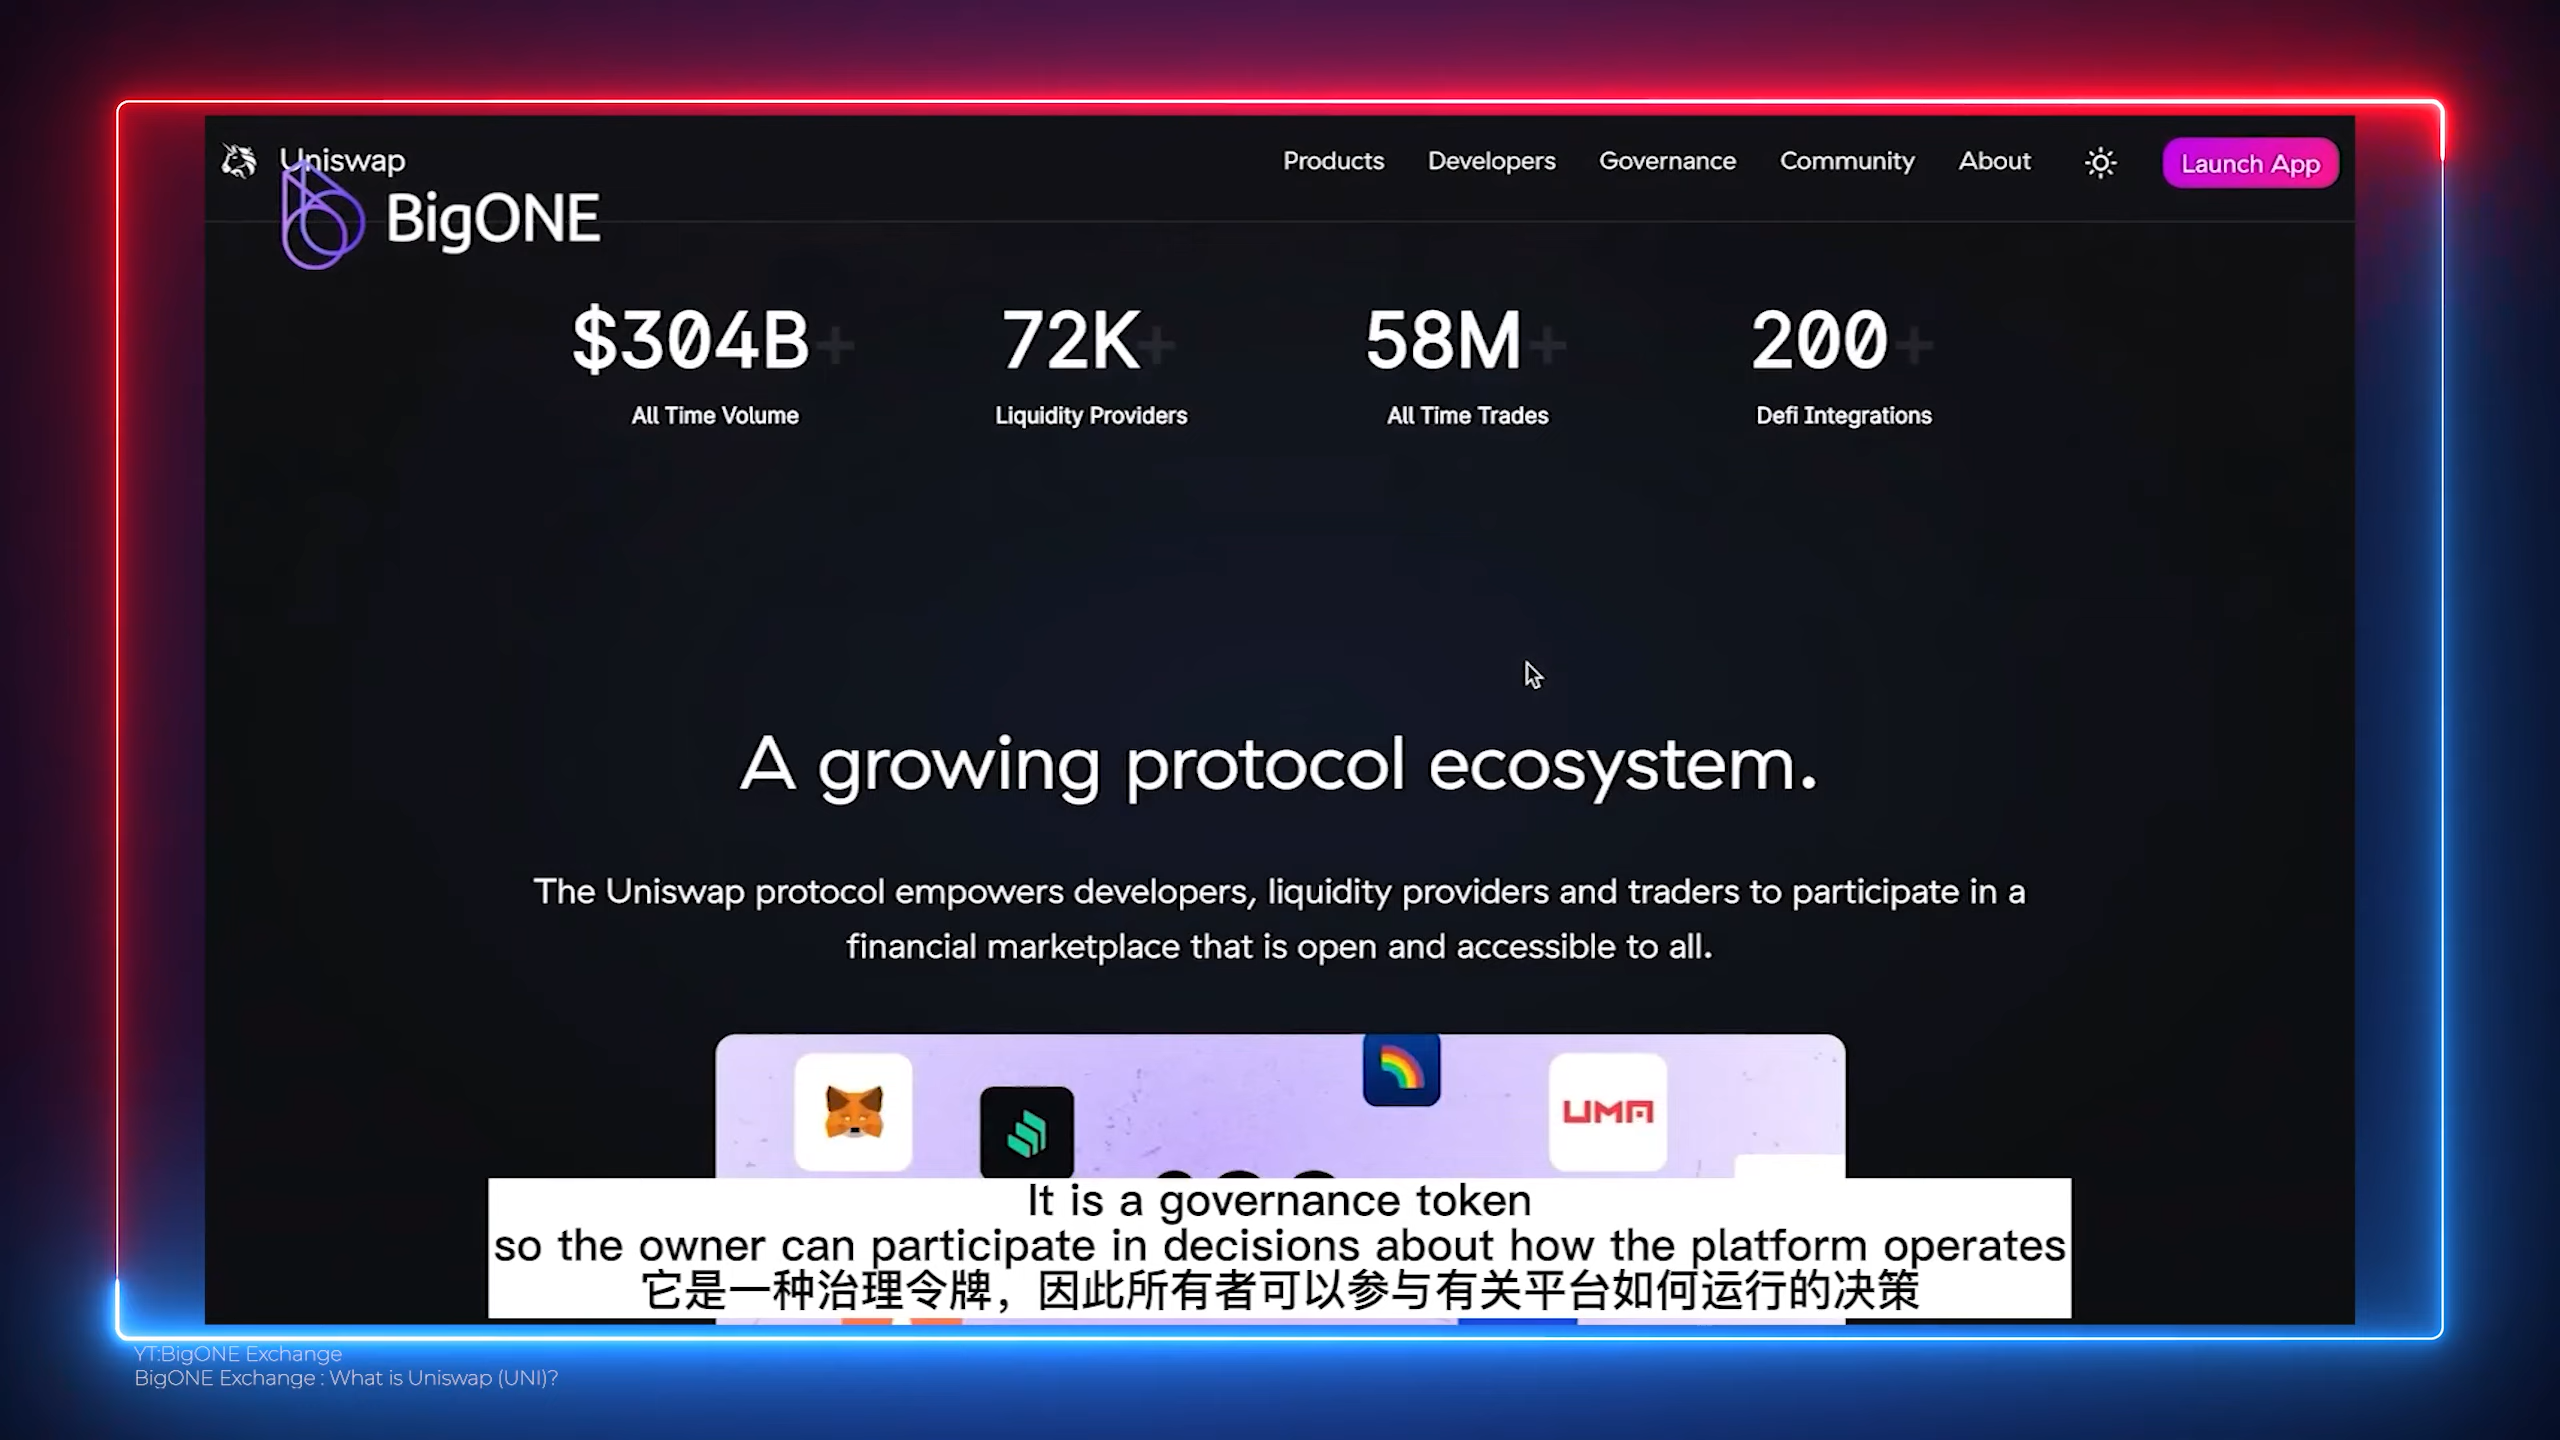 Uniswap
Products
Developers
Governance
Community
About
Launch App
BigONE
$304B+
72K+
58M+
200+
All Time Volume
Liquidity Providers
All Time Trades
Defi Integrations
A growing protocol ecosystem.
The Uniswap protocol empowers developers, liquidity providers and traders to participate in a
financial marketplace that is open and accessible to all.
UMA
It is a governance token
so the owner can participate in decisions about how the platform operates
它是一种治理令牌，因此所有者可以参与有关平台如何运行的决策
YT:BigONE Exchange
BigONE Exchange : What is Uniswap (UNI)?